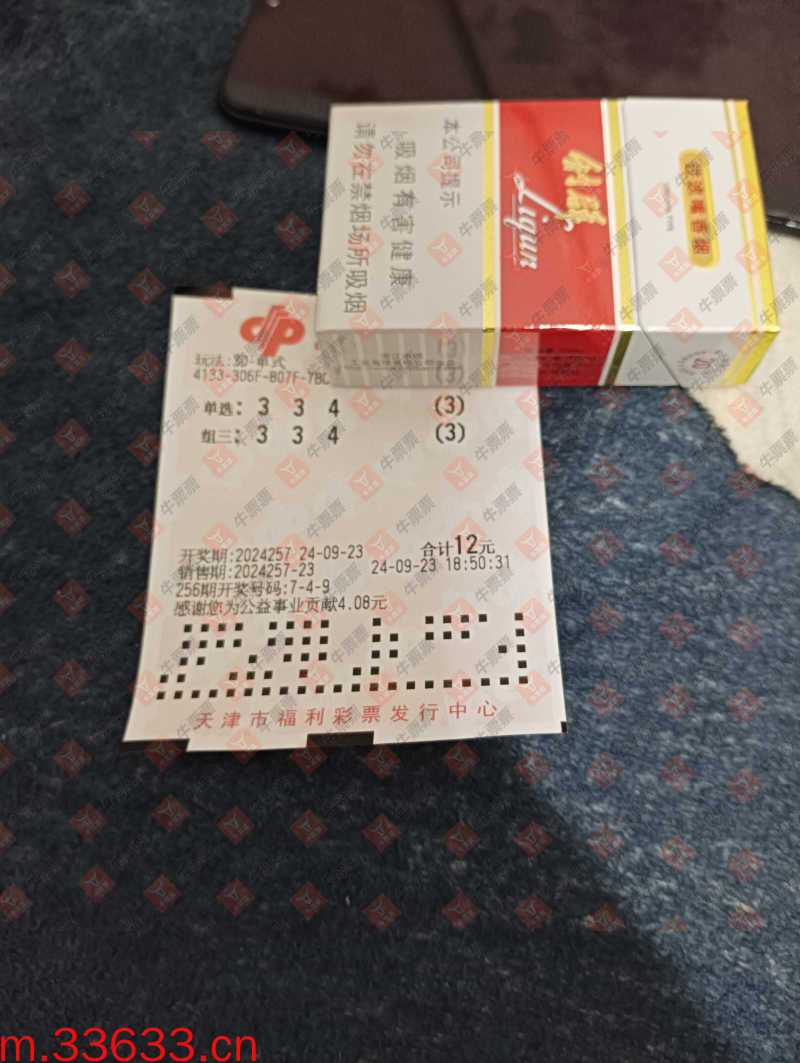 本公司提示
吸烟有害健康
请勿在禁烟场所吸烟
利群
Liqun
玩法:3D-单式
4133-306F-B07F-7B
单选: 3 3 4 (3)
组三: 3 3 4 (3)
开奖期:2024257 24-09-23 合计12元
销售期:2024257-23 24-09-23 18:50:31
256期开奖号码:7-4-9
感谢您为公益事业贡献4.08元
天津市福利彩票发行中心
牛票票
m.33633.cn